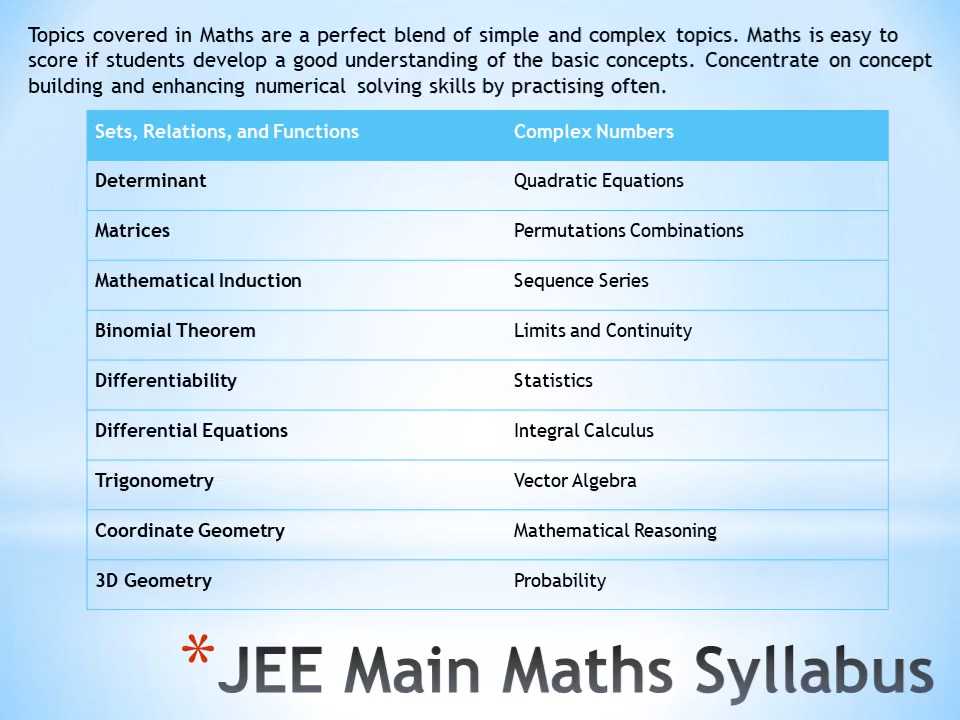 Topics covered in Maths are a perfect blend of simple and complex topics. Maths is easy to
score if students develop a good understanding of the basic concepts. Concentrate on concept
building and enhancing numerical solving skills by practising often.
Sets, Relations, and Functions Complex Numbers
Determinant Quadratic Equations
Matrices Permutations Combinations
Mathematical Induction Sequence Series
Binomial Theorem Limits and Continuity
Differentiability Statistics
Differential Equations Integral Calculus
Trigonometry Vector Algebra
Coordinate Geometry Mathematical Reasoning
3D Geometry Probability
* JEE Main Maths Syllabus